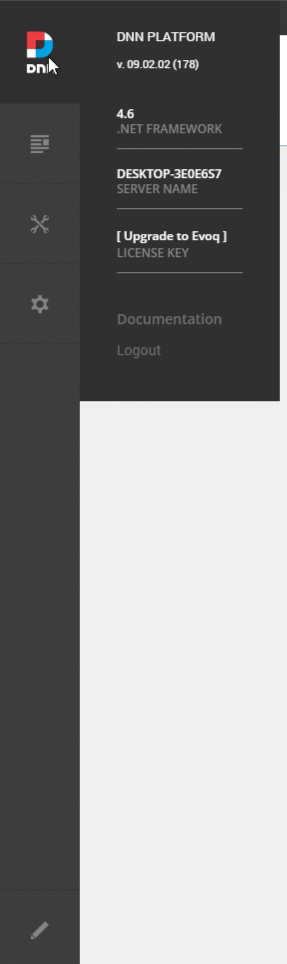 DNN PLATFORM
v. 09.02.02 (178)
4.6
.NET FRAMEWORK
DESKTOP-3E0E6S7
SERVER NAME
[ Upgrade to Evoq ]
LICENSE KEY
Documentation
Logout